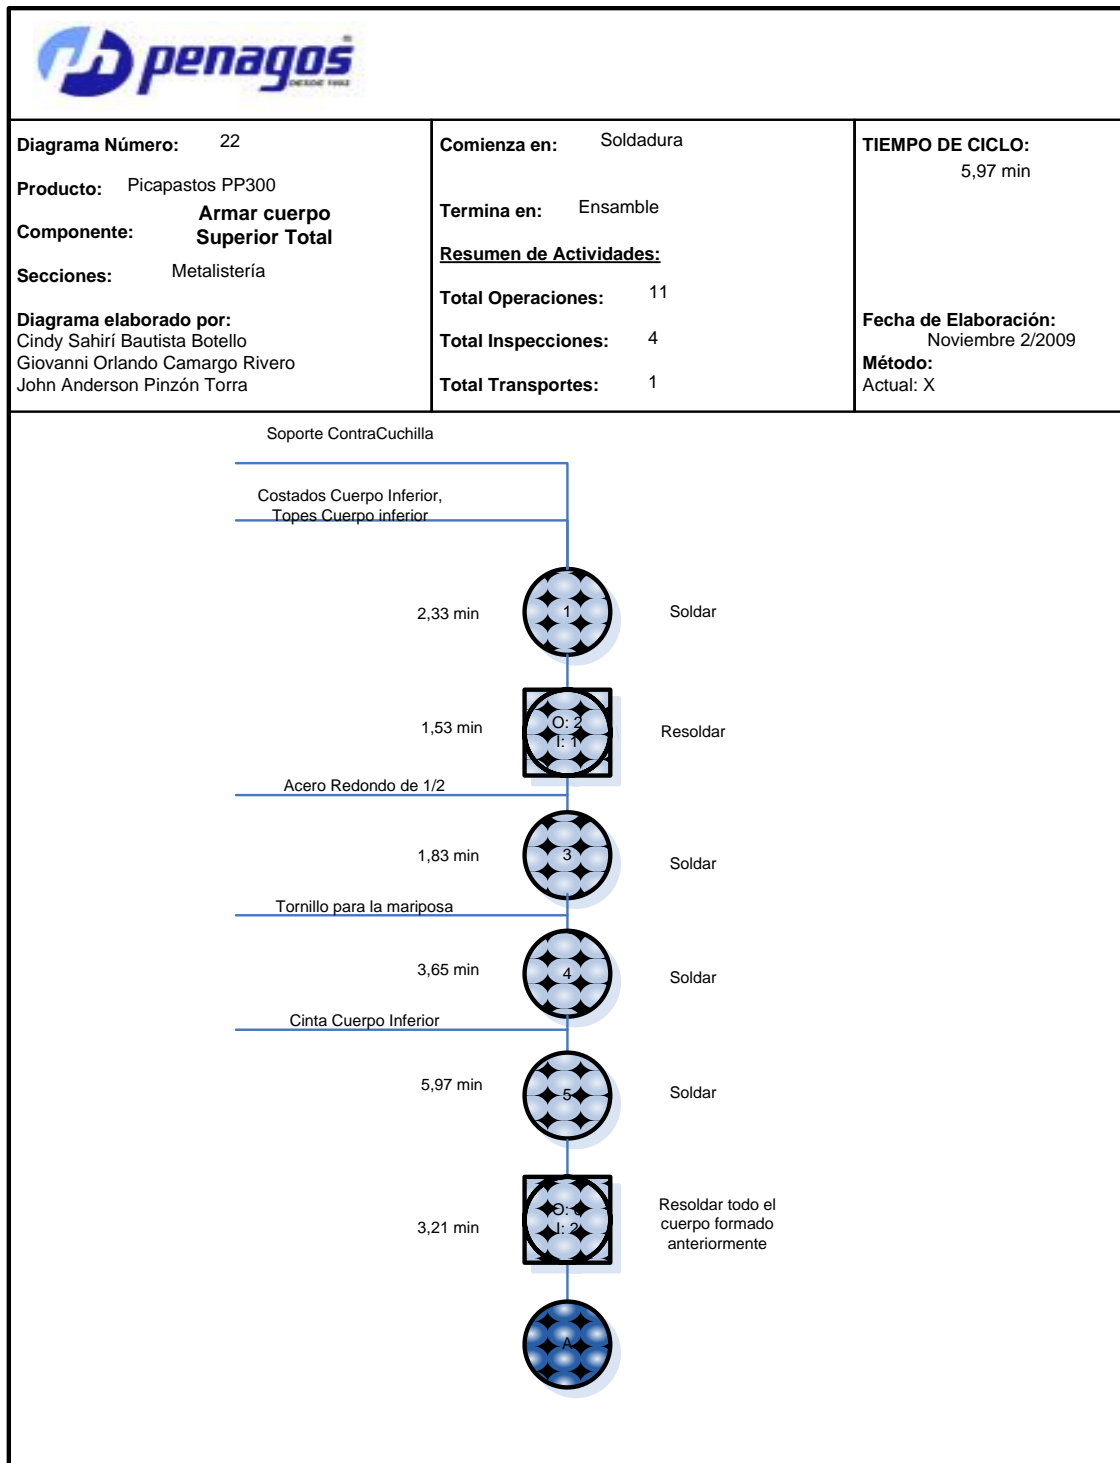 penagos
DESDE 1892
Diagrama Número: 22
Producto: Picapastos PP300
Componente: Armar cuerpo
Superior Total
Secciones: Metalistería
Diagrama elaborado por:
Cindy Sahirí Bautista Botello
Giovanni Orlando Camargo Rivero
John Anderson Pinzón Torra
Comienza en: Soldadura
Termina en: Ensamble
Resumen de Actividades:
Total Operaciones: 11
Total Inspecciones: 4
Total Transportes: 1
TIEMPO DE CICLO:
5,97 min
Fecha de Elaboración:
Noviembre 2/2009
Método:
Actual: X
Soporte ContraCuchilla
Costados Cuerpo Inferior,
Topes Cuerpo inferior
2,33 min 1 Soldar
1,53 min O: 2 Resoldar
I: 1
Acero Redondo de 1/2
1,83 min 3 Soldar
Tornillo para la mariposa
3,65 min 4 Soldar
Cinta Cuerpo Inferior
5,97 min 5 Soldar
Resoldar todo el
3,21 min O: cuerpo formado
I: 2 anteriormente
A